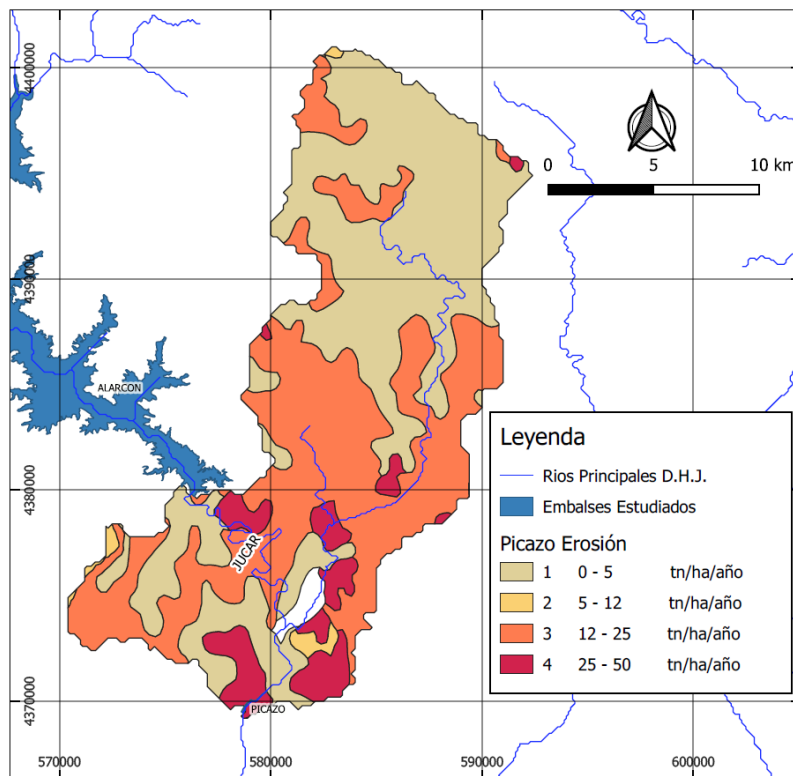 4400000
4390000
4380000
4370000
0 5 10 km
ALARCON
JUCAR
PICAZO
Leyenda
Rios Principales D.H.J.
Embalses Estudiados
Picazo Erosión
1 0 - 5 tn/ha/año
2 5 - 12 tn/ha/año
3 12 - 25 tn/ha/año
4 25 - 50 tn/ha/año
570000 580000 590000 600000